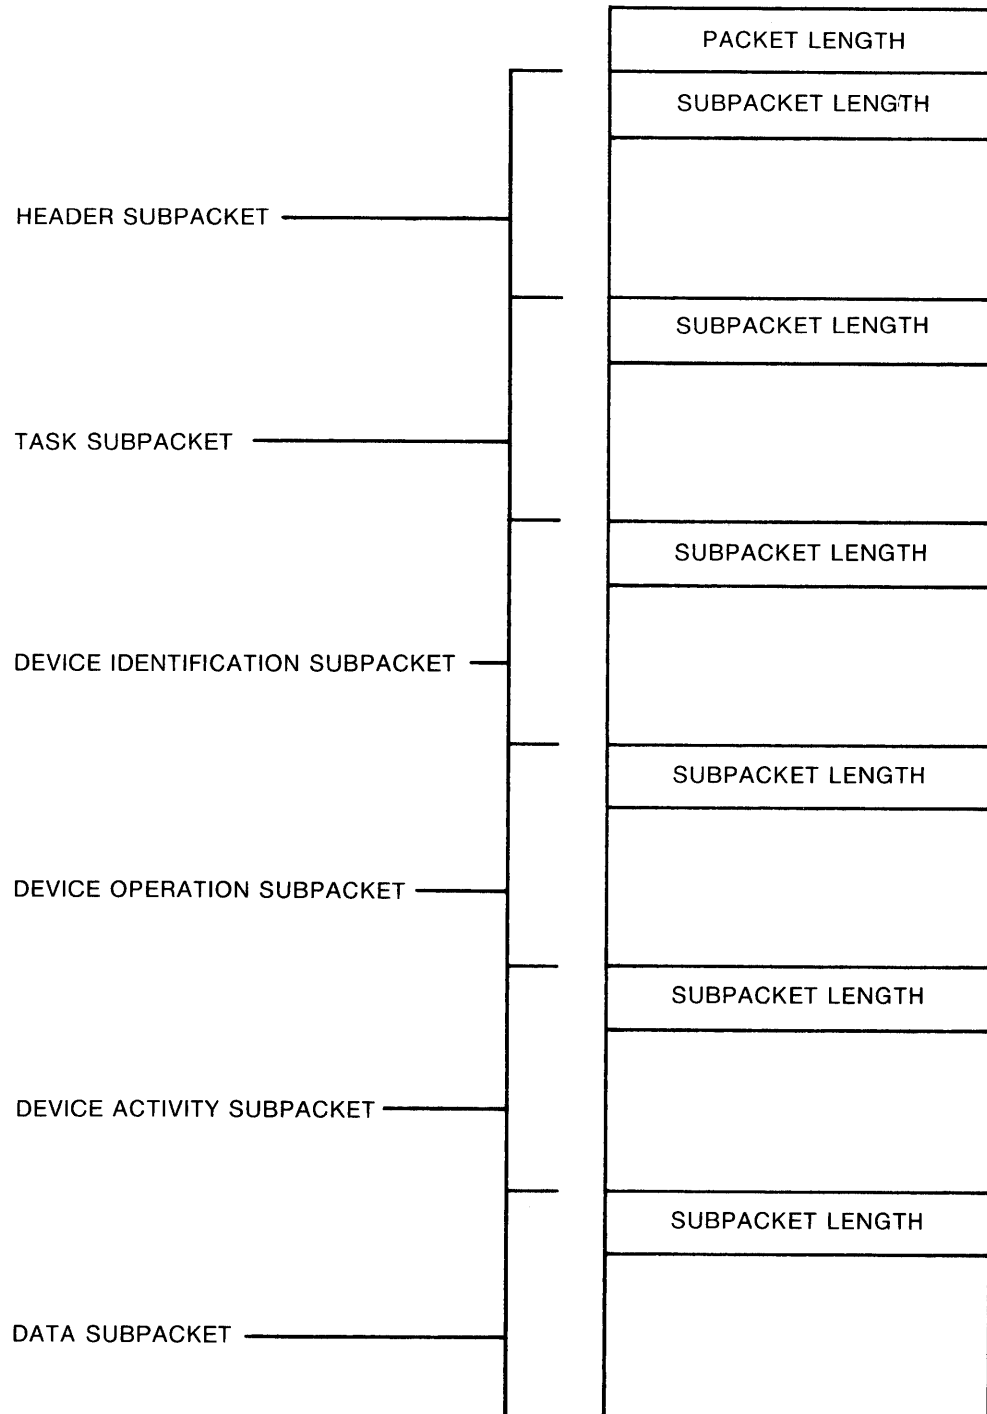 PACKET LENGTH
SUBPACKET LENGTH
HEADER SUBPACKET
SUBPACKET LENGTH
TASK SUBPACKET
SUBPACKET LENGTH
DEVICE IDENTIFICATION SUBPACKET
SUBPACKET LENGTH
DEVICE OPERATION SUBPACKET
SUBPACKET LENGTH
DEVICE ACTIVITY SUBPACKET
SUBPACKET LENGTH
DATA SUBPACKET